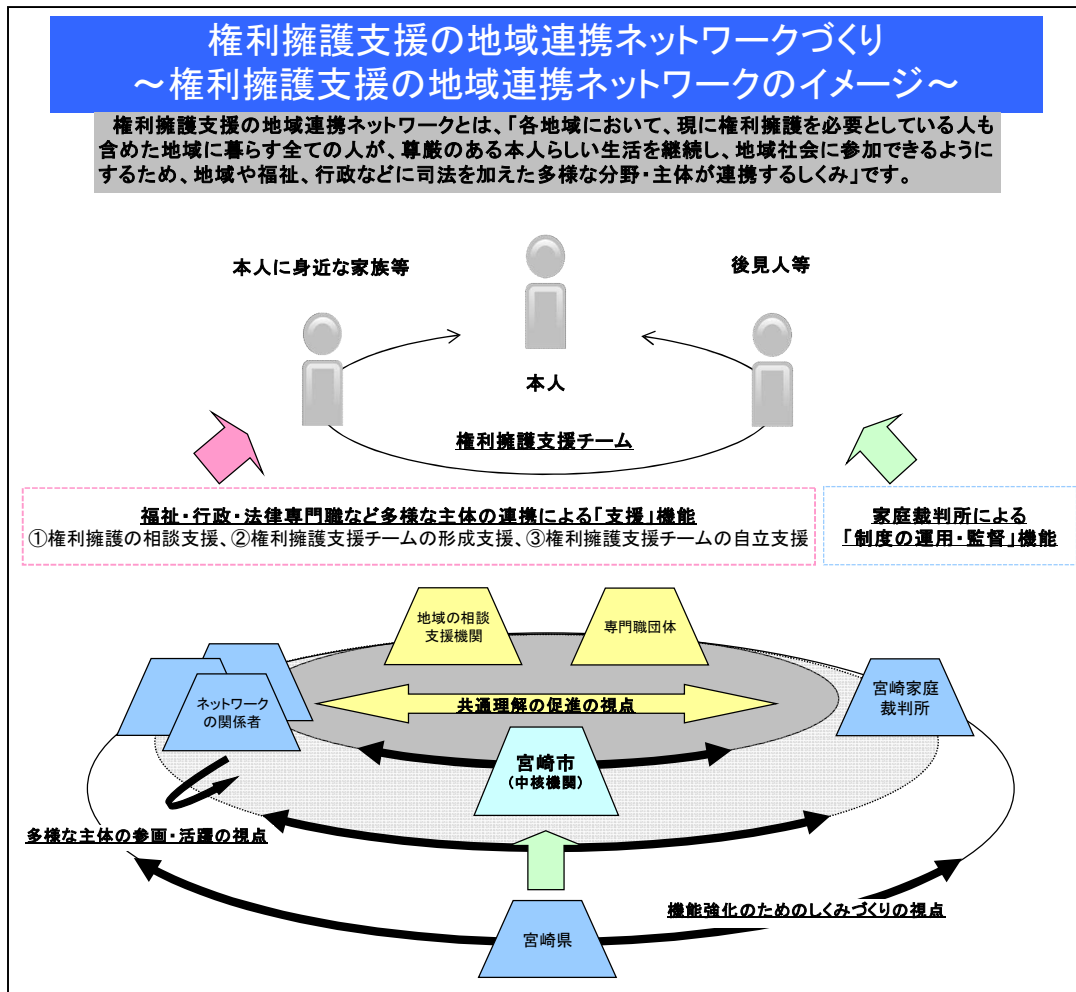 権利擁護支援の地域連携ネットワークづくり
～権利擁護支援の地域連携ネットワークのイメージ～
権利擁護支援の地域連携ネットワークとは、「各地域において、現に権利擁護を必要としている人も
含めた地域に暮らす全ての人が、尊厳のある本人らしい生活を継続し、地域社会に参加できるように
するため、地域や福祉、行政などに司法を加えた多様な分野・主体が連携するしくみ」です。
本人に身近な家族等
後見人等
本人
権利擁護支援チーム
福祉・行政・法律専門職など多様な主体の連携による「支援」機能
①権利擁護の相談支援、②権利擁護支援チームの形成支援、③権利擁護支援チームの自立支援
家庭裁判所による
「制度の運用・監督」機能
地域の相談
支援機関
専門職団体
ネットワーク
の関係者
共通理解の促進の視点
宮崎家庭
裁判所
宮崎市
(中核機関)
多様な主体の参画・活躍の視点
機能強化のためのしくみづくりの視点
宮崎県